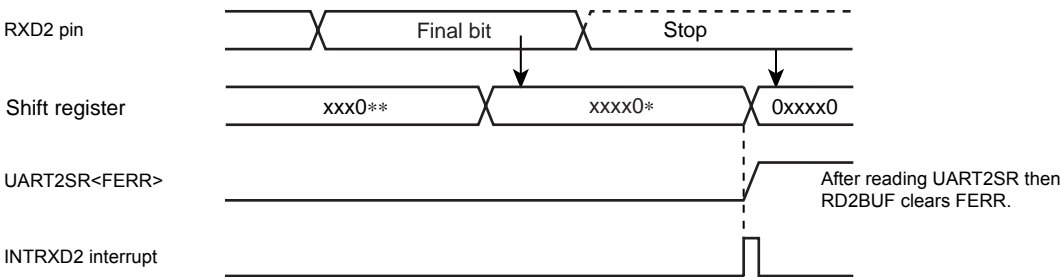 RXD2 pin
Final bit
Stop
Shift register
xxx0**
xxxx0*
0xxxx0
UART2SR<FERR>
After reading UART2SR then
RD2BUF clears FERR.
INTRXD2 interrupt